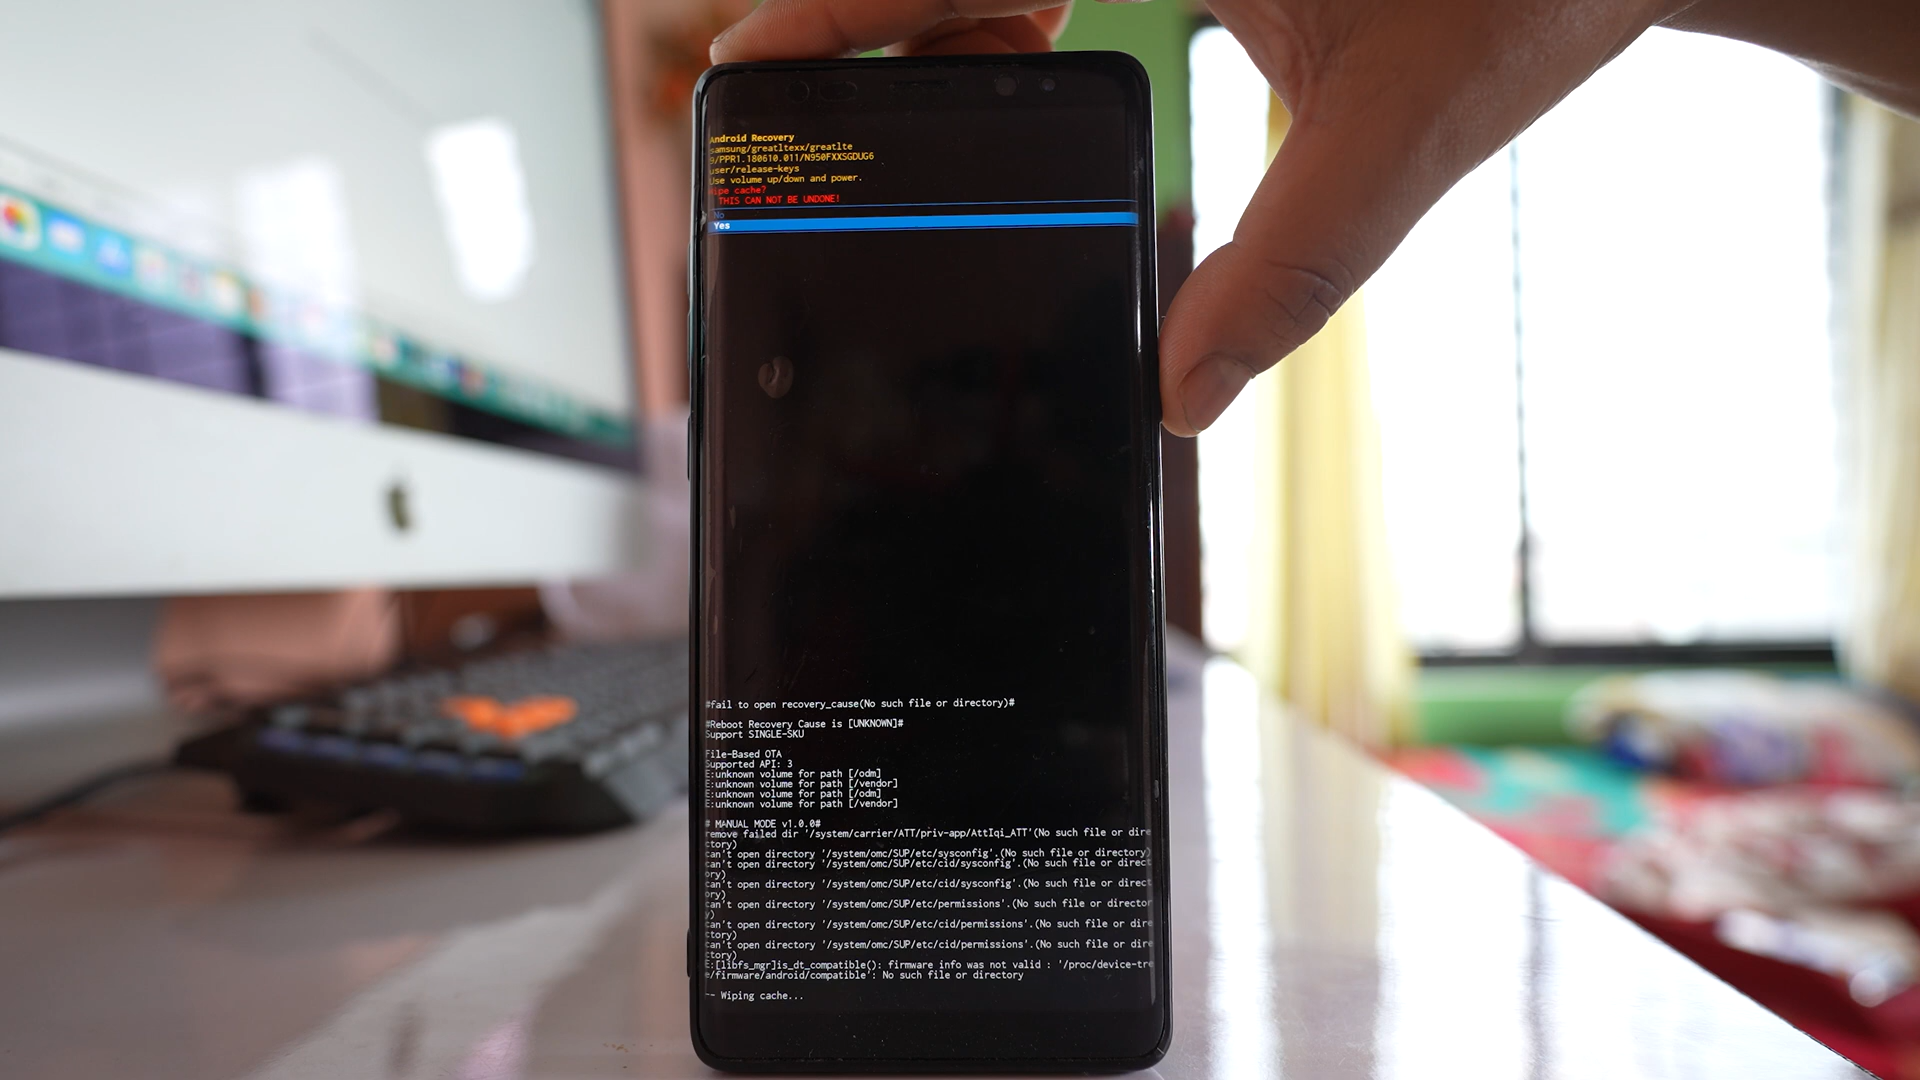 Android Recovery
samsung/greatltexx/greatlte
9/PPR1.180610.011/N950FXXSGDUG6
user/release-keys
Use volume up/down and power.
Wipe cache?
THIS CAN NOT BE UNDONE!
No
Yes
#fail to open recovery_cause(No such file or directory)#
#Reboot Recovery Cause is [UNKNOWN]#
Support SINGLE-SKU
File-Based OTA
Supported API: 3
E:unknown volume for path [/odm]
E:unknown volume for path [/vendor]
E:unknown volume for path [/odm]
E:unknown volume for path [/vendor]
# MANUAL MODE v1.0.0#
remove failed dir '/system/carrier/ATT/priv-app/AttIqi_ATT'(No such file or dire
ctory)
can't open directory '/system/omc/SUP/etc/sysconfig'.(No such file or directory)
can't open directory '/system/omc/SUP/etc/cid/sysconfig'.(No such file or direct
ory)
can't open directory '/system/omc/SUP/etc/cid/sysconfig'.(No such file or direct
ory)
can't open directory '/system/omc/SUP/etc/permissions'.(No such file or director
y)
can't open directory '/system/omc/SUP/etc/cid/permissions'.(No such file or dire
ctory)
can't open directory '/system/omc/SUP/etc/cid/permissions'.(No such file or dire
ctory)
E:[libfs_mgr]is_dt_compatible(): firmware info was not valid : '/proc/device-tre
e/firmware/android/compatible': No such file or directory
-- Wiping cache...